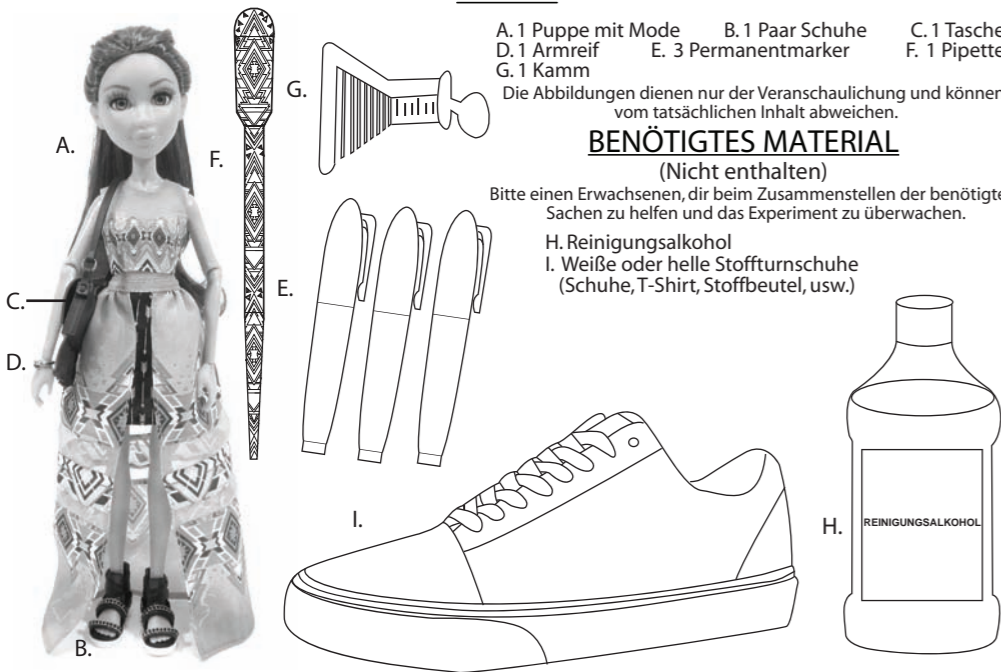 A. 1 Puppe mit Mode B. 1 Paar Schuhe C. 1 Tasche
D. 1 Armreif E. 3 Permanentmarker F. 1 Pipette
G. 1 Kamm
Die Abbildungen dienen nur der Veranschaulichung und können
vom tatsächlichen Inhalt abweichen.
BENÖTIGTES MATERIAL
(Nicht enthalten)
Bitte einen Erwachsenen, dir beim Zusammenstellen der benötigte
Sachen zu helfen und das Experiment zu überwachen.
H. Reinigungsalkohol
I. Weiße oder helle Stoffturnschuhe
(Schuhe, T-Shirt, Stoffbeutel, usw.)
A.
F.
G.
C.
E.
D.
B.
I.
H.
REINIGUNGSALKOHOL